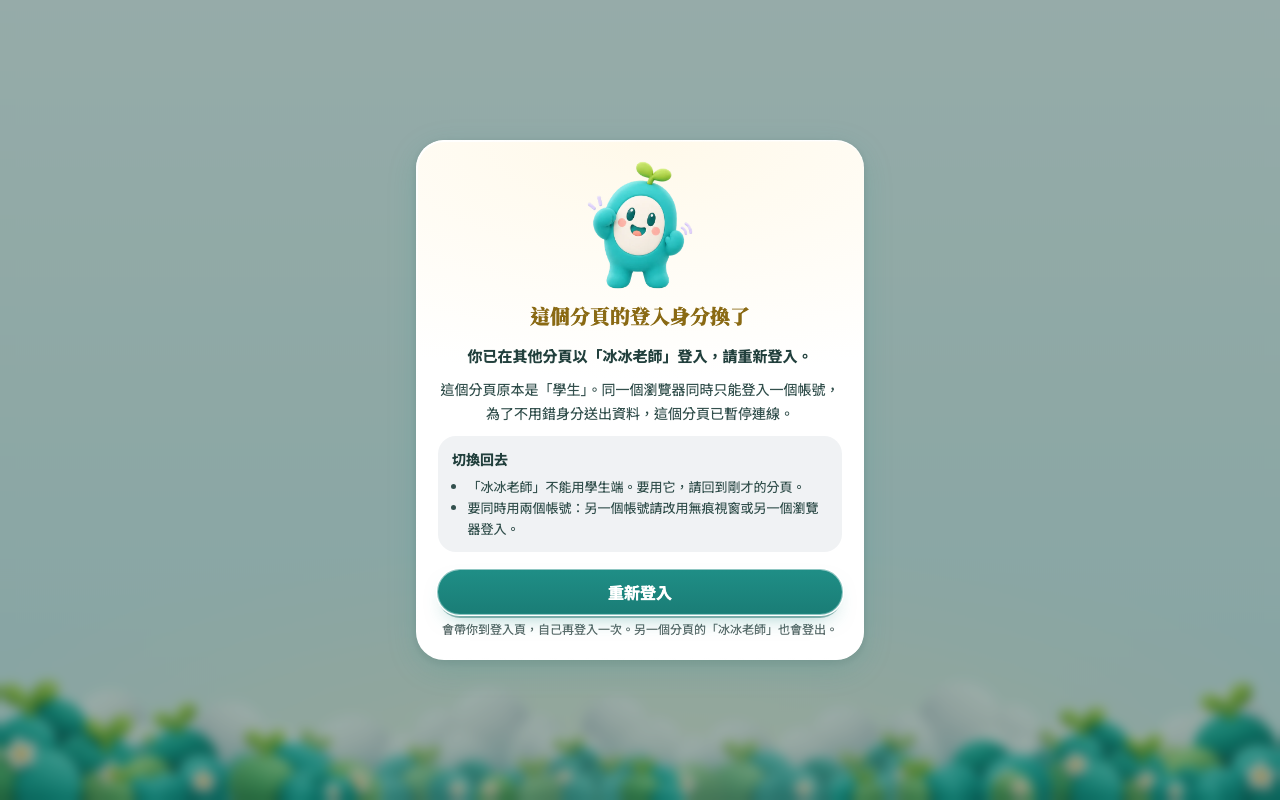 這個分頁的登入身分換了
你已在其他分頁以「冰冰老師」登入，請重新登入。
這個分頁原本是「學生」。同一個瀏覽器同時只能登入一個帳號，
為了不用錯身分送出資料，這個分頁已暫停連線。
切換回去
「冰冰老師」不能用學生端。要用它，請回到剛才的分頁。
要同時用兩個帳號：另一個帳號請改用無痕視窗或另一個瀏覽
器登入。
重新登入
會帶你到登入頁，自己再登入一次。另一個分頁的「冰冰老師」也會登出。